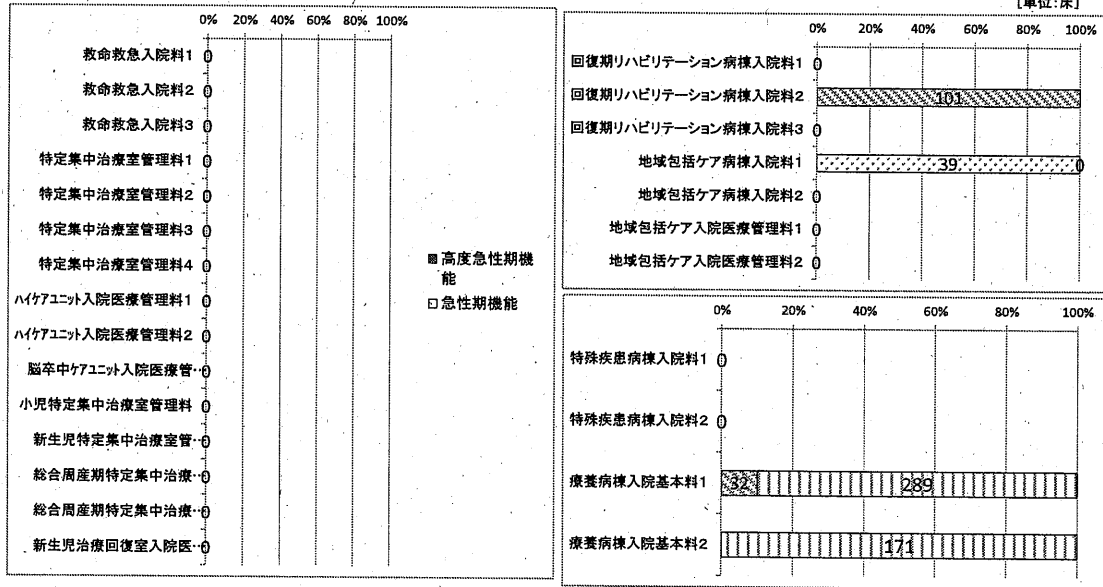 [単位:床]
0% 20% 40% 60% 80% 100%
救命救急入院料1 0
救命救急入院料2 0
救命救急入院料3 0
特定集中治療室管理料1 0
特定集中治療室管理料2 0
特定集中治療室管理料3 0
特定集中治療室管理料4 0
ハイケアユニット入院医療管理料1 0
ハイケアユニット入院医療管理料2 0
脳卒中ケアユニット入院医療管… 0
小児特定集中治療室管理料 0
新生児特定集中治療室管… 0
総合周産期特定集中治療… 0
総合周産期特定集中治療… 0
新生児治療回復室入院医… 0
高度急性期機
能
急性期機能
0% 20% 40% 60% 80% 100%
回復期リハビリテーション病棟入院料1 0
回復期リハビリテーション病棟入院料2 101
回復期リハビリテーション病棟入院料3 0
地域包括ケア病棟入院料1 39 0
地域包括ケア病棟入院料2 0
地域包括ケア入院医療管理料1 0
地域包括ケア入院医療管理料2 0
0% 20% 40% 60% 80% 100%
特殊疾患病棟入院料1 0
特殊疾患病棟入院料2 0
療養病棟入院基本料1 32 289
療養病棟入院基本料2 171